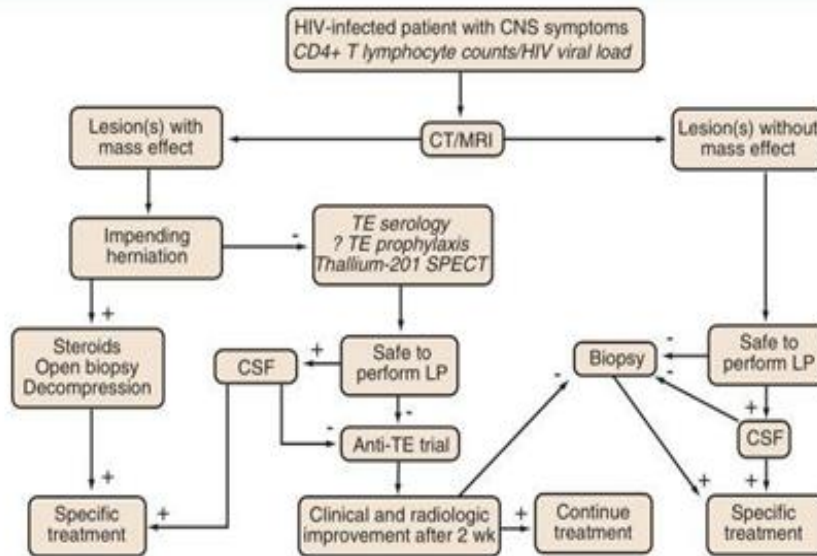 HIV-infected patient with CNS symptoms
CD4+ T lymphocyte counts/HIV viral load
Lesion(s) with
mass effect
CT/MRI
Lesion(s) without
mass effect
Impending
herniation
-
TE serology
? TE prophylaxis
Thallium-201 SPECT
+
Steroids
Open biopsy
Decompression
CSF
+
Safe to
perform LP
Biopsy
-
Safe to
perform LP
-
-
-
+
CSF
-
Anti-TE trial
+
+
+
+
Specific
treatment
Clinical and radiologic
improvement after 2 wk
+
Continue
treatment
Specific
treatment